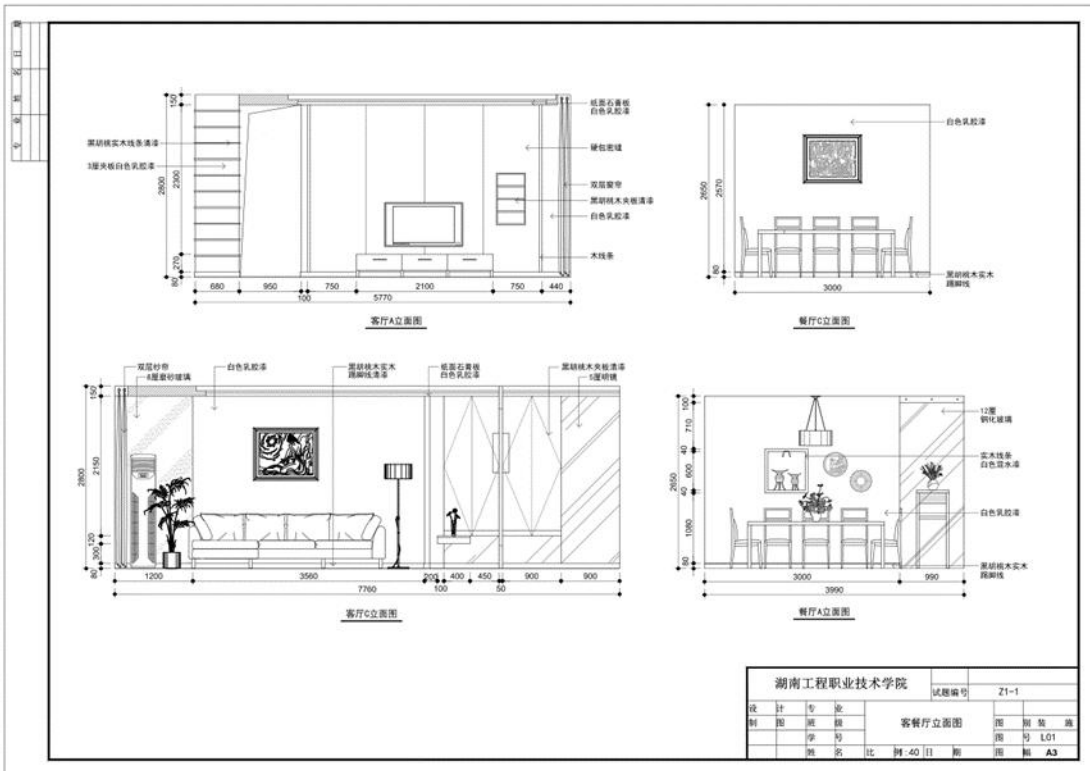 纸面石膏板
白色乳胶漆
黑胡桃实木线条清漆
硬包密缝
5厘夹板白色乳胶漆
双层窗帘
黑胡桃木夹板清漆
白色乳胶漆
木线条
150
2300
2800
270
80
680
950
100
750
2100
750
440
5770
客厅A立面图
白色乳胶漆
2650
2570
80
黑胡桃木实木
踢脚线
3000
餐厅C立面图
双层纱帘
8厘磨砂玻璃
白色乳胶漆
黑胡桃木实木
踢脚线清漆
纸面石膏板
白色乳胶漆
黑胡桃木夹板清漆
5厘明镜
150
2150
2800
120
300
80
1200
3560
200
100
400
450
50
900
900
7760
客厅C立面图
12厘
钢化玻璃
实木线条
白色混水漆
白色乳胶漆
黑胡桃木实木
踢脚线
100
710
40
600
40
1080
80
2650
3000
990
3990
餐厅A立面图
湖南工程职业技术学院
试题编号 Z1-1
设 计 专 业
制 图 班 级 客餐厅立面图 图 别 装 施
学 号 图 号 L01
姓 名 比 例:40 日 期 图 幅 A3